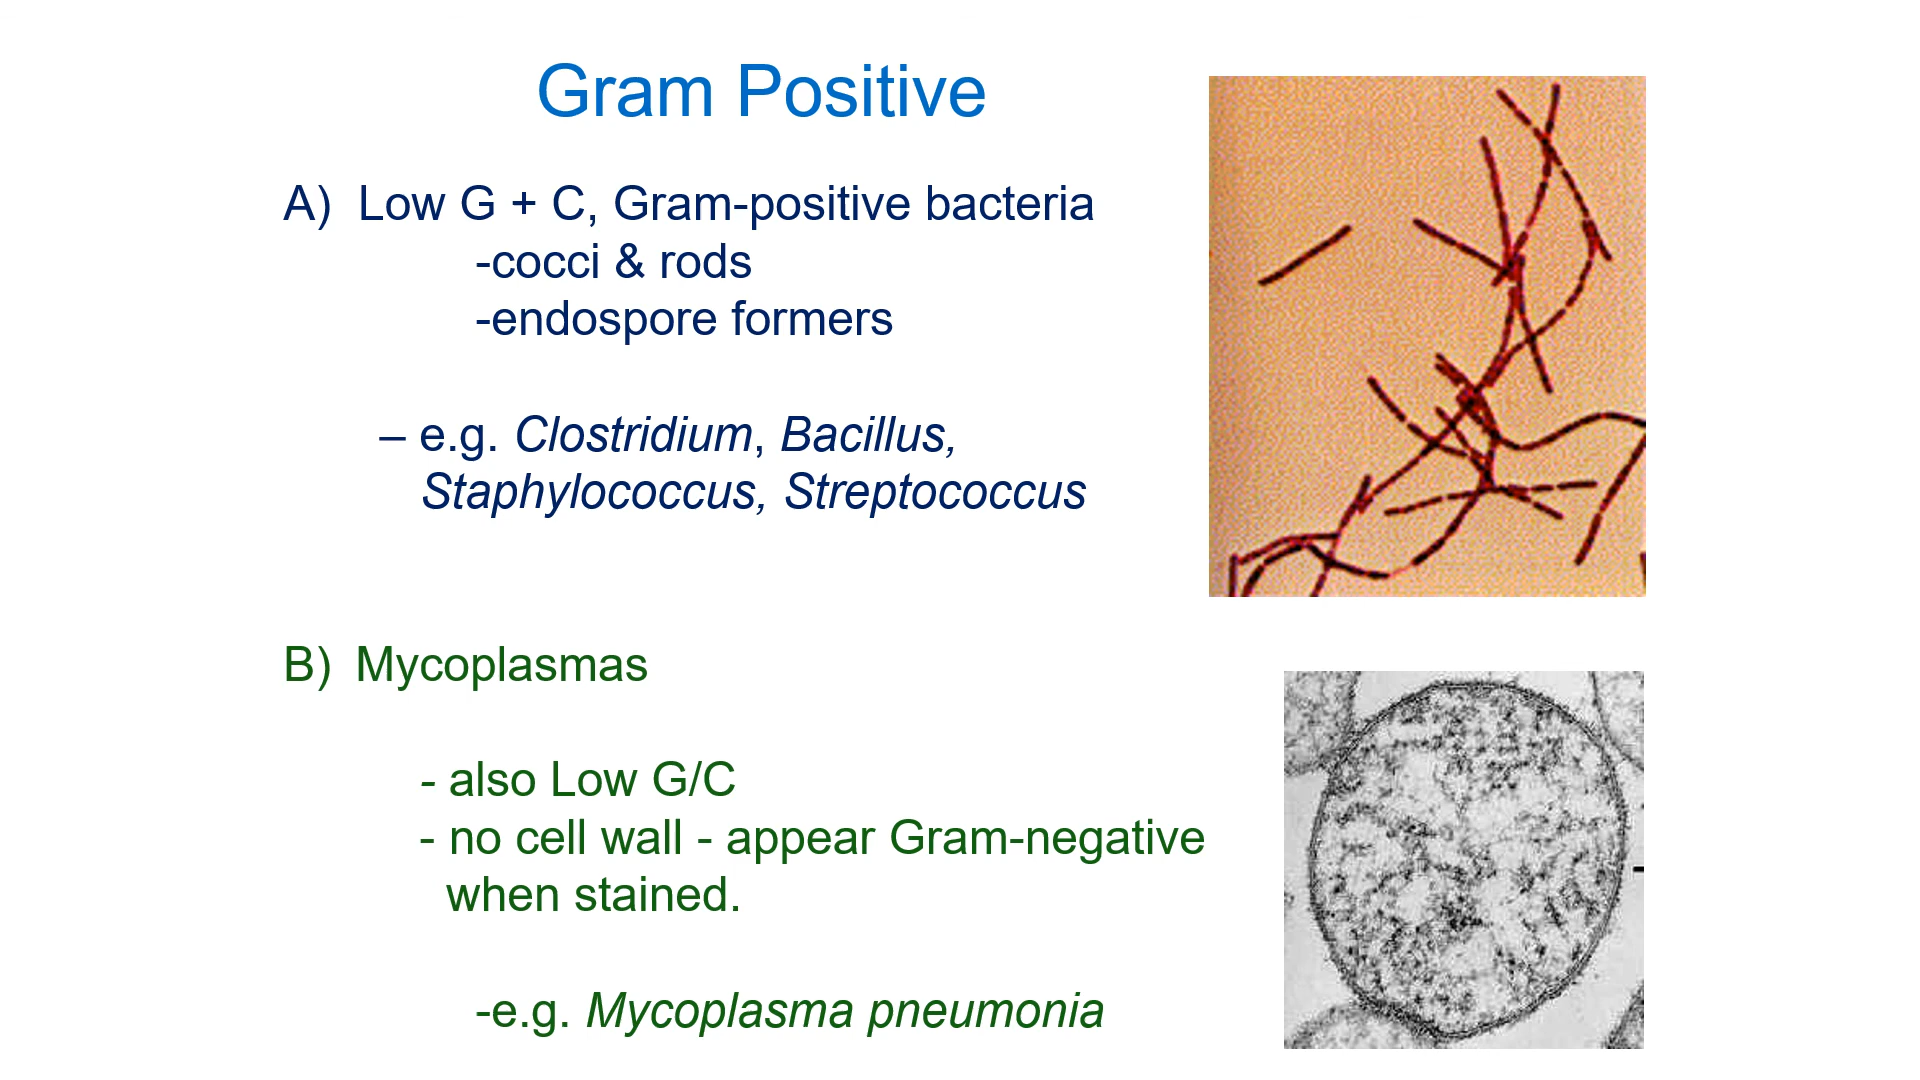 Gram Positive
A) Low G + C, Gram-positive bacteria
-cocci & rods
-endospore formers
– e.g. Clostridium, Bacillus,
Staphylococcus, Streptococcus
B) Mycoplasmas
- also Low G/C
- no cell wall - appear Gram-negative
when stained.
-e.g. Mycoplasma pneumonia